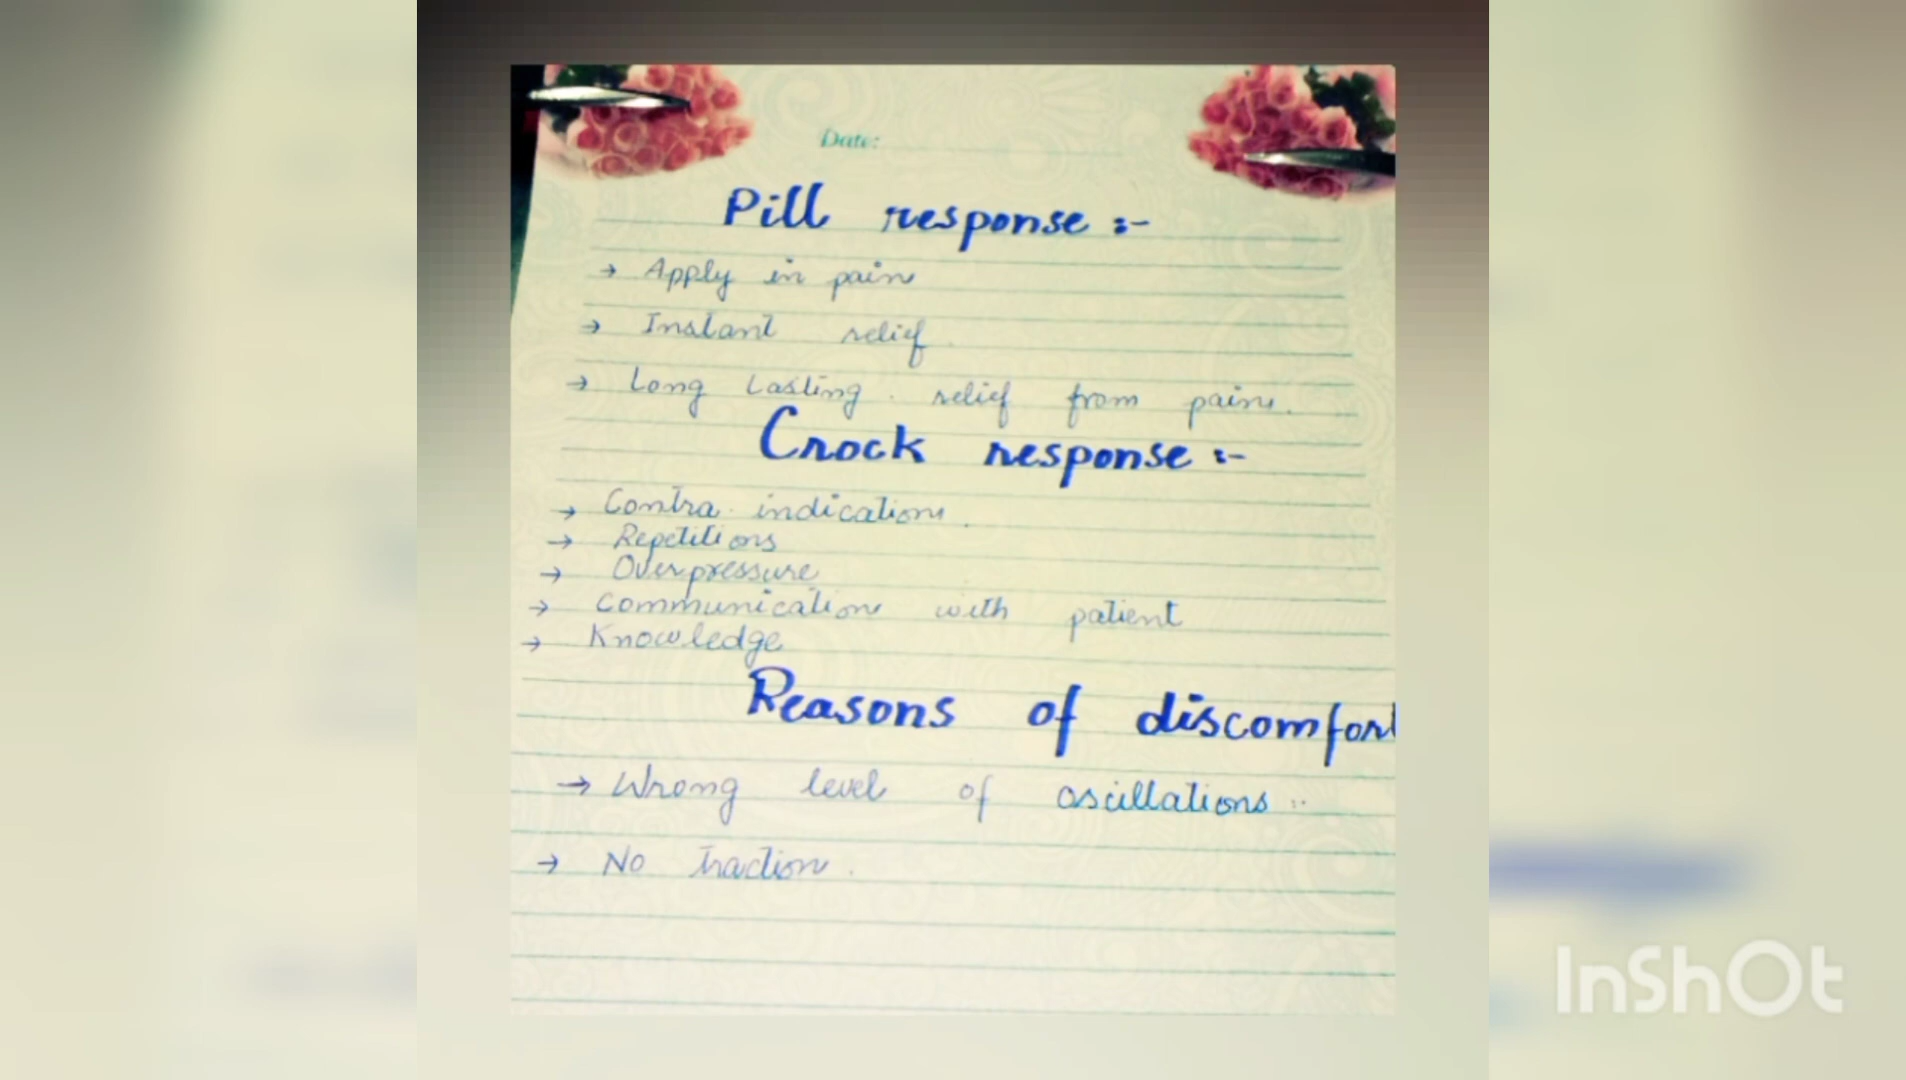 Date:
Pill response :-
→ Apply in pain
→ Instant relief
→ Long lasting relief from pain.
Crock response :-
→ Contra indications.
→ Repetitions
→ Overpressure
→ Communication with patient
→ Knowledge
Reasons of discomfort
→ Wrong level of oscillations
→ No traction.
InShOt